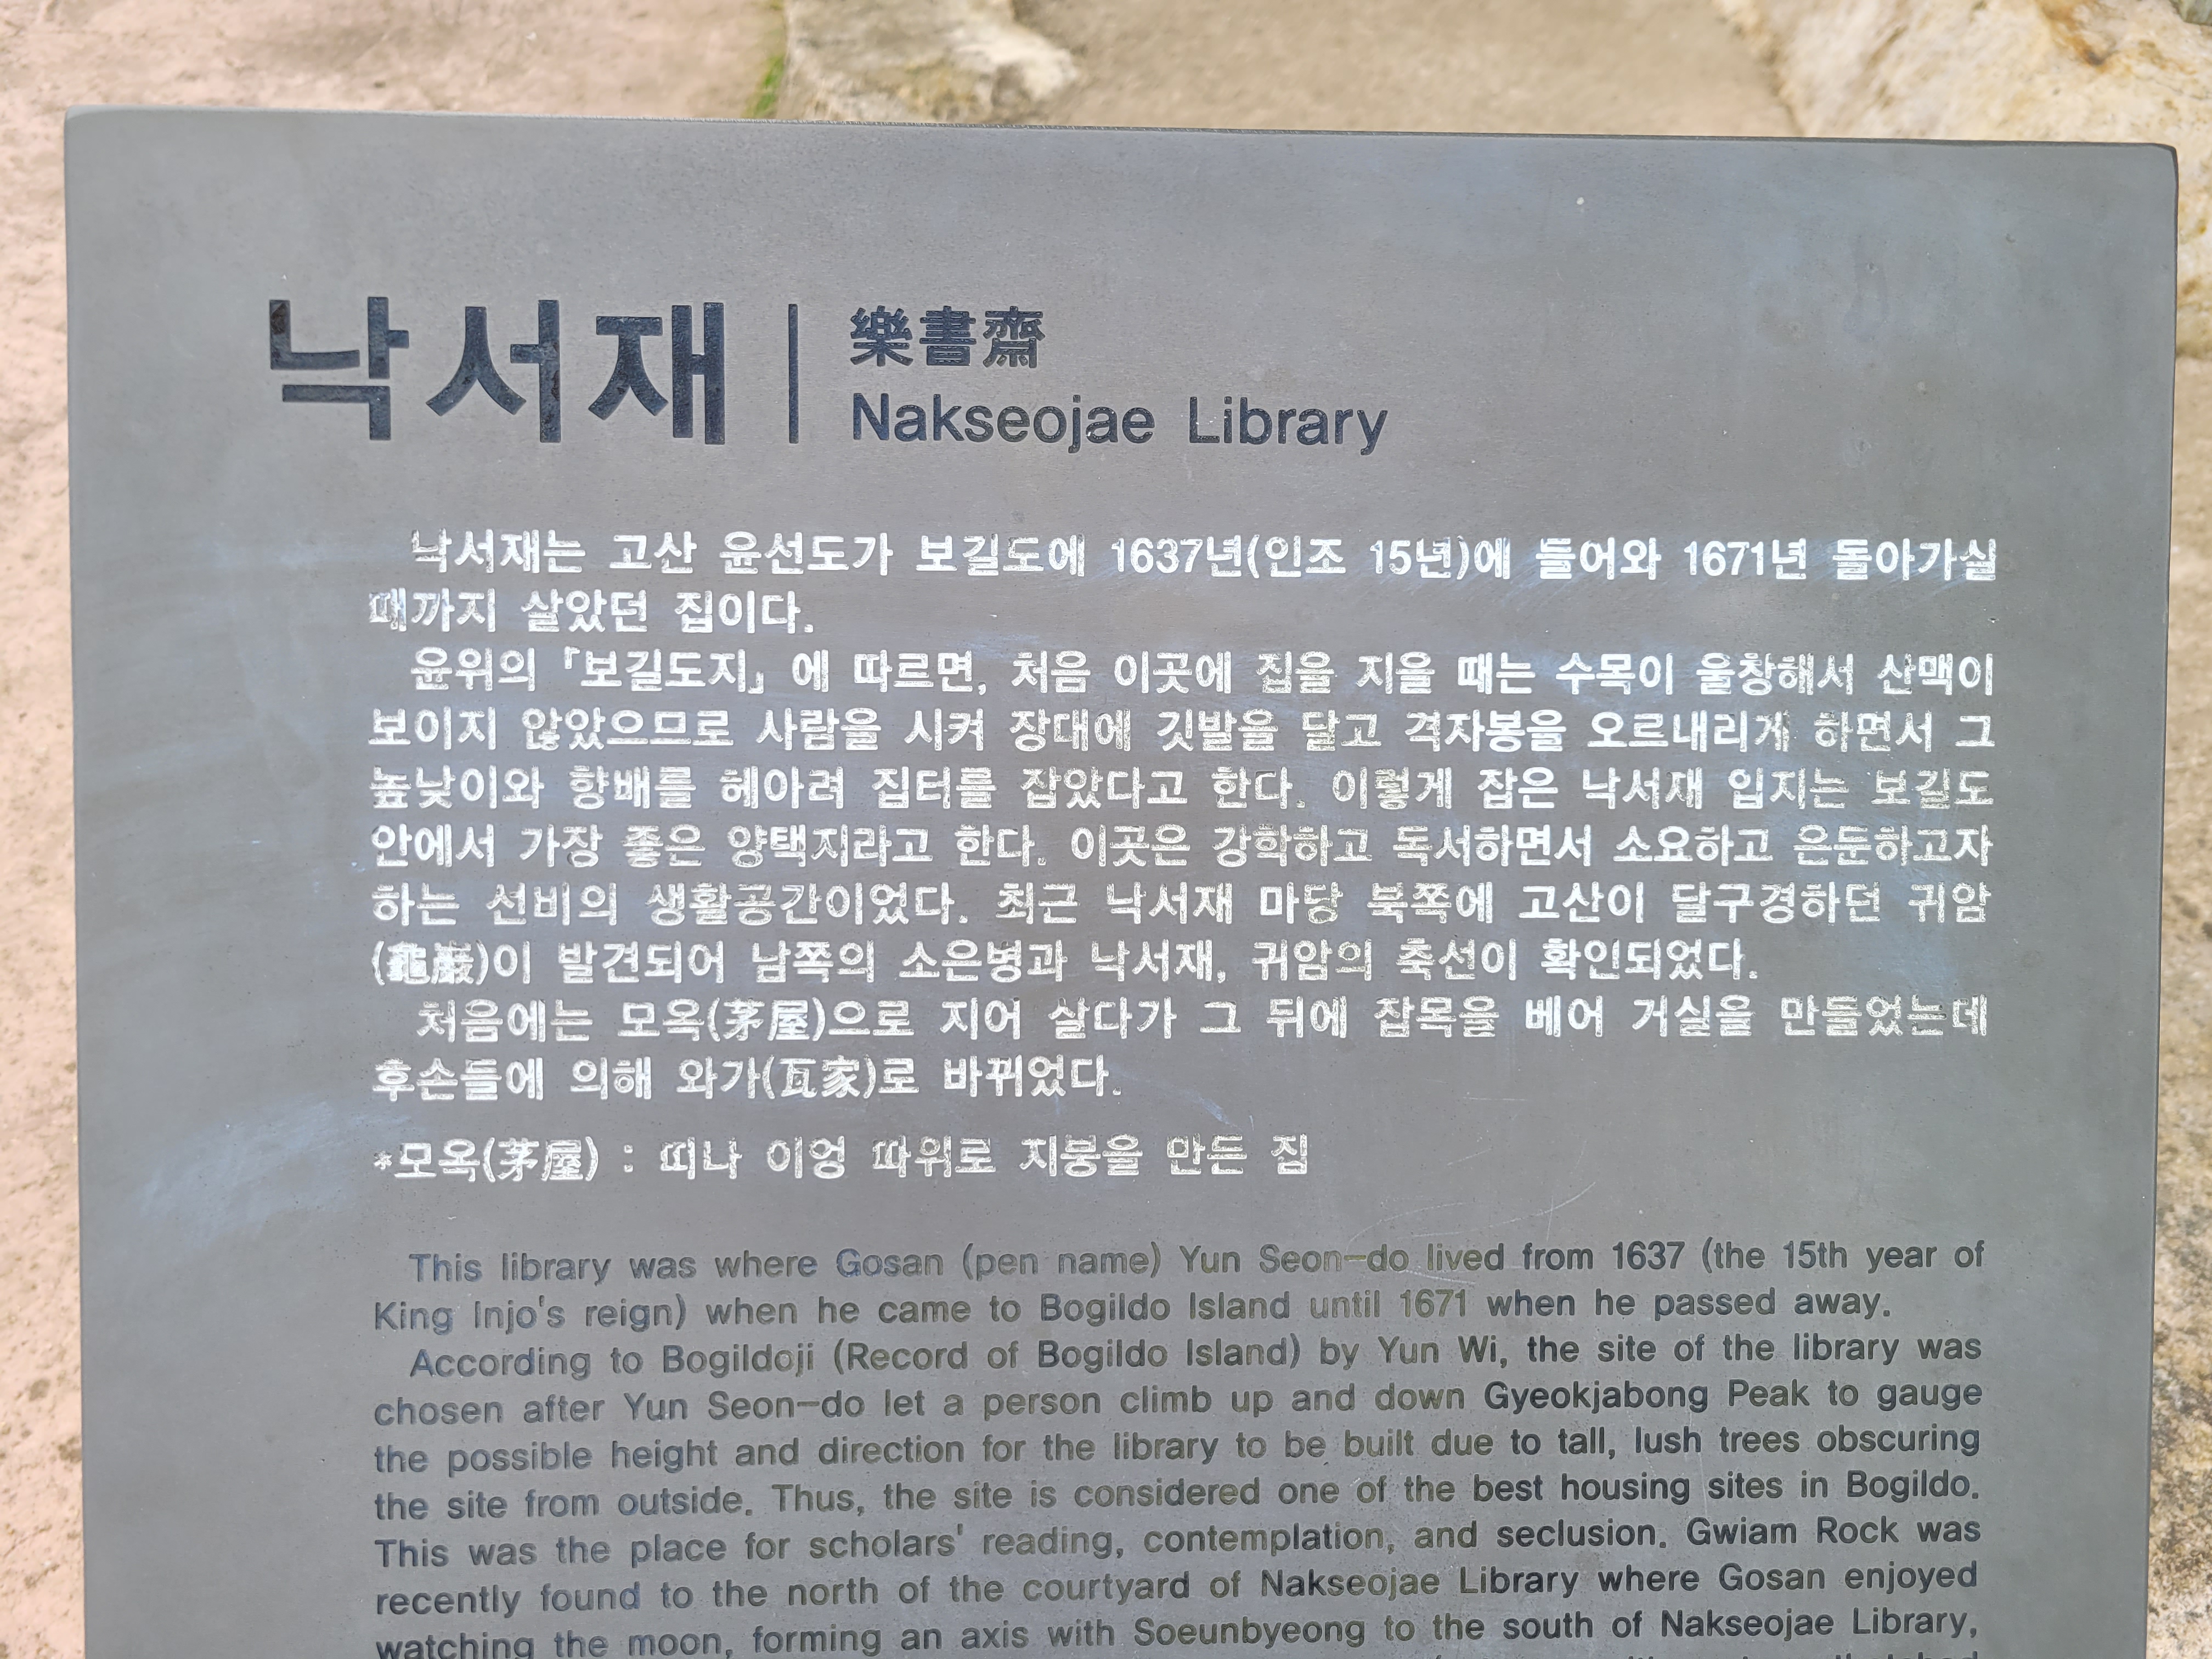 낙서재
樂書齋
Nakseojae Library
낙서재는 고산 윤선도가 보길도에 1637년(인조 15년)에 들어와 1671년 돌아가실
때까지 살았던 집이다.
윤위의 「보길도지」에 따르면, 처음 이곳에 집을 지을 때는 수목이 울창해서 산맥이
보이지 않았으므로 사람을 시켜 장대에 깃발을 달고 격자봉을 오르내리게 하면서 그
높낮이와 향배를 헤아려 집터를 잡았다고 한다. 이렇게 잡은 낙서재 입지는 보길도
안에서 가장 좋은 양택지라고 한다. 이곳은 강학하고 독서하면서 소요하고 은둔하고자
하는 선비의 생활공간이었다. 최근 낙서재 마당 북쪽에 고산이 달구경하던 귀암
(龜巖)이 발견되어 남쪽의 소은병과 낙서재, 귀암의 축선이 확인되었다.
처음에는 모옥(茅屋)으로 지어 살다가 그 뒤에 잡목을 베어 거실을 만들었는데
후손들에 의해 와가(瓦家)로 바뀌었다.
*모옥(茅屋) : 띠나 이엉 따위로 지붕을 만든 집
This library was where Gosan (pen name) Yun Seon-do lived from 1637 (the 15th year of
King Injo's reign) when he came to Bogildo Island until 1671 when he passed away.
According to Bogildoji (Record of Bogildo Island) by Yun Wi, the site of the library was
chosen after Yun Seon-do let a person climb up and down Gyeokjabong Peak to gauge
the possible height and direction for the library to be built due to tall, lush trees obscuring
the site from outside. Thus, the site is considered one of the best housing sites in Bogildo.
This was the place for scholars' reading, contemplation, and seclusion. Gwiam Rock was
recently found to the north of the courtyard of Nakseojae Library where Gosan enjoyed
watching the moon, forming an axis with Soeunbyeong to the south of Nakseojae Library,